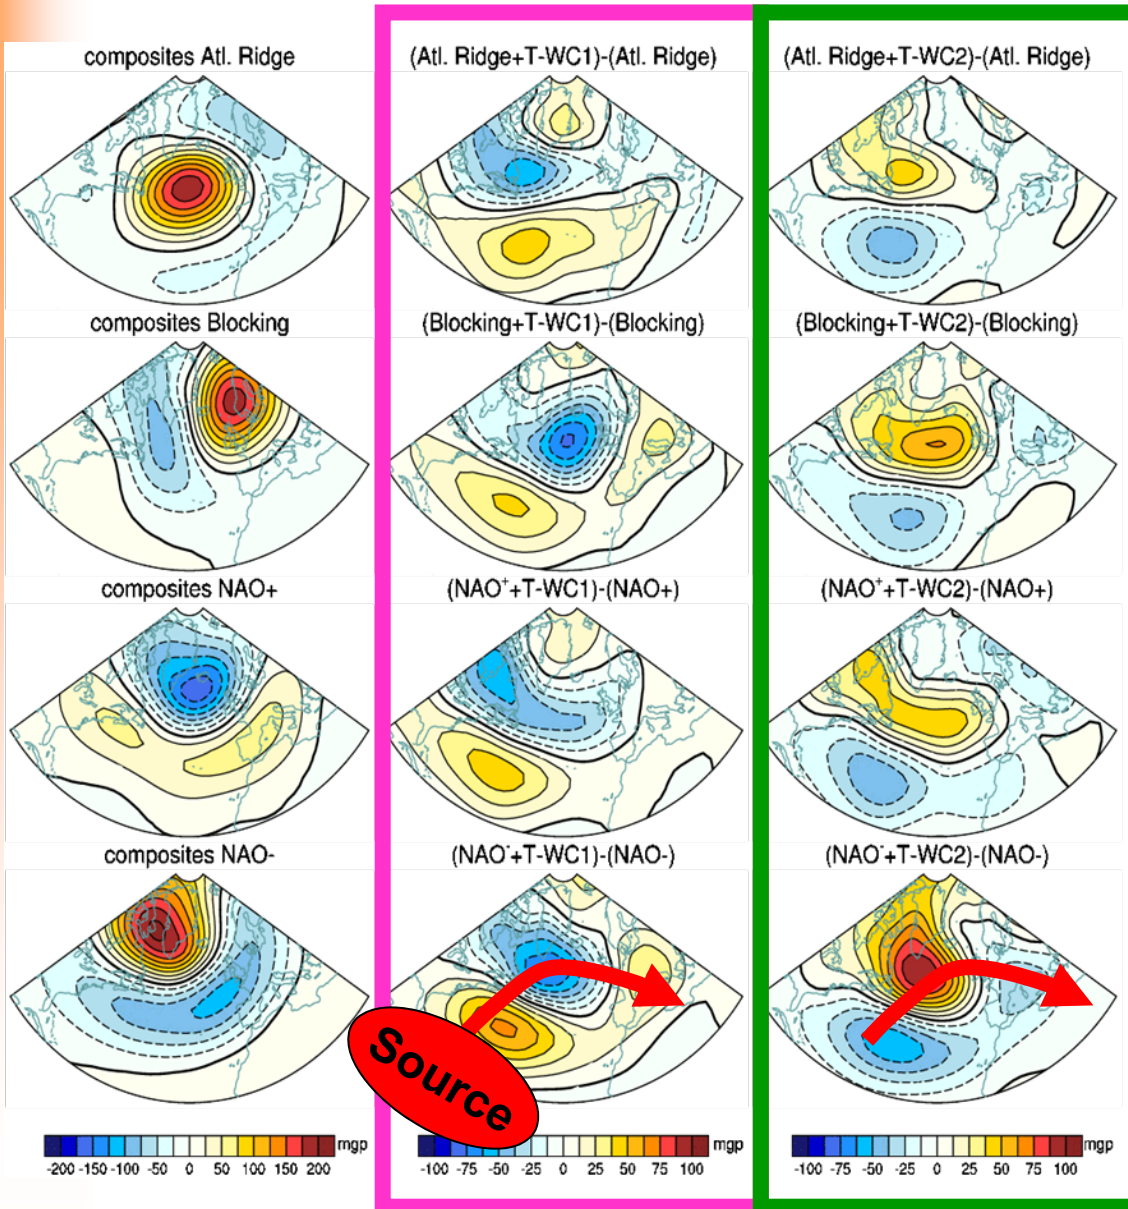 composites Atl. Ridge
(Atl. Ridge+T-WC1)-(Atl. Ridge)
(Atl. Ridge+T-WC2)-(Atl. Ridge)
composites Blocking
(Blocking+T-WC1)-(Blocking)
(Blocking+T-WC2)-(Blocking)
composites NAO+
(NAO⁺+T-WC1)-(NAO+)
(NAO⁺+T-WC2)-(NAO+)
composites NAO-
(NAO⁻+T-WC1)-(NAO-)
(NAO⁻+T-WC2)-(NAO-)
Source
mgp
-200 -150 -100 -50 0 50 100 150 200
mgp
-100 -75 -50 -25 0 25 50 75 100
mgp
-100 -75 -50 -25 0 25 50 75 100